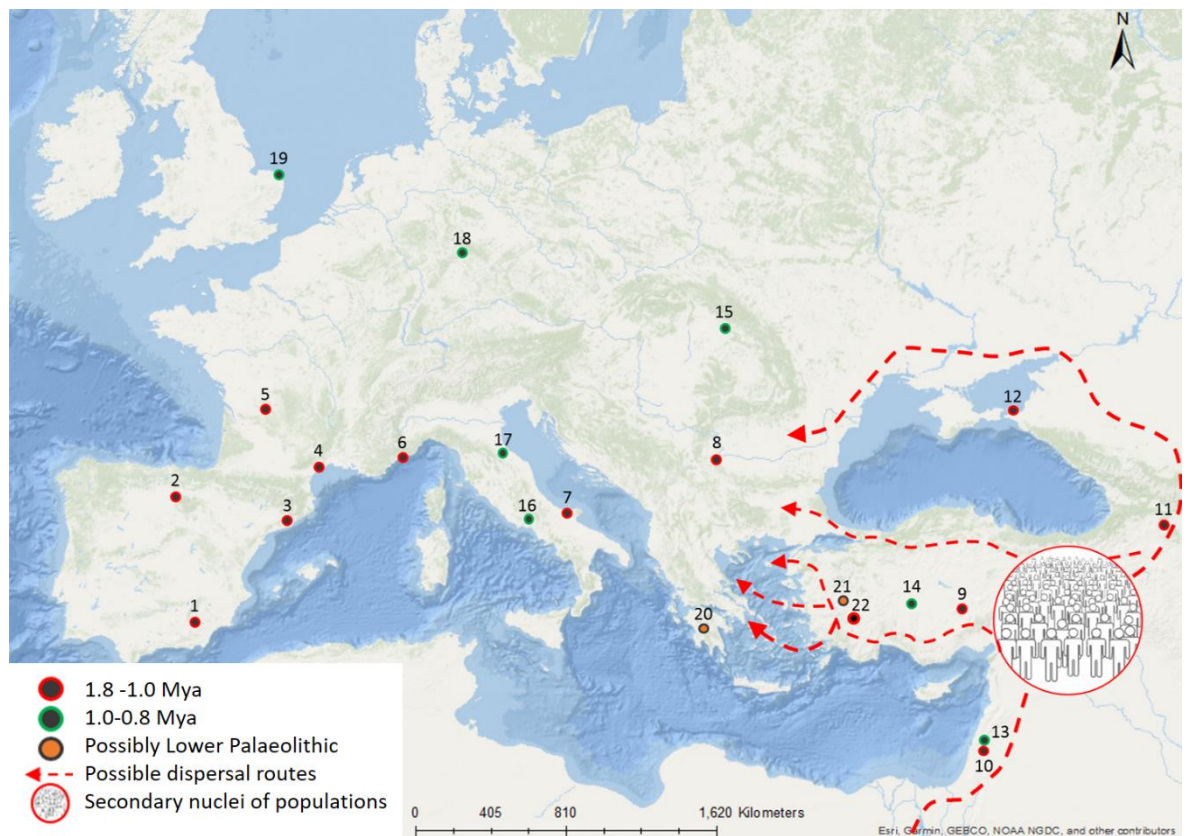 N
19
18
15
5
12
4
6
17
8
2
3
16
7
11
1
21
14
9
22
20
13
10
1.8 -1.0 Mya
1.0-0.8 Mya
Possibly Lower Palaeolithic
Possible dispersal routes
Secondary nuclei of populations
0 405 810 1,620 Kilometers
Esri, Garmin, GEBCO, NOAA NGDC, and other contributors